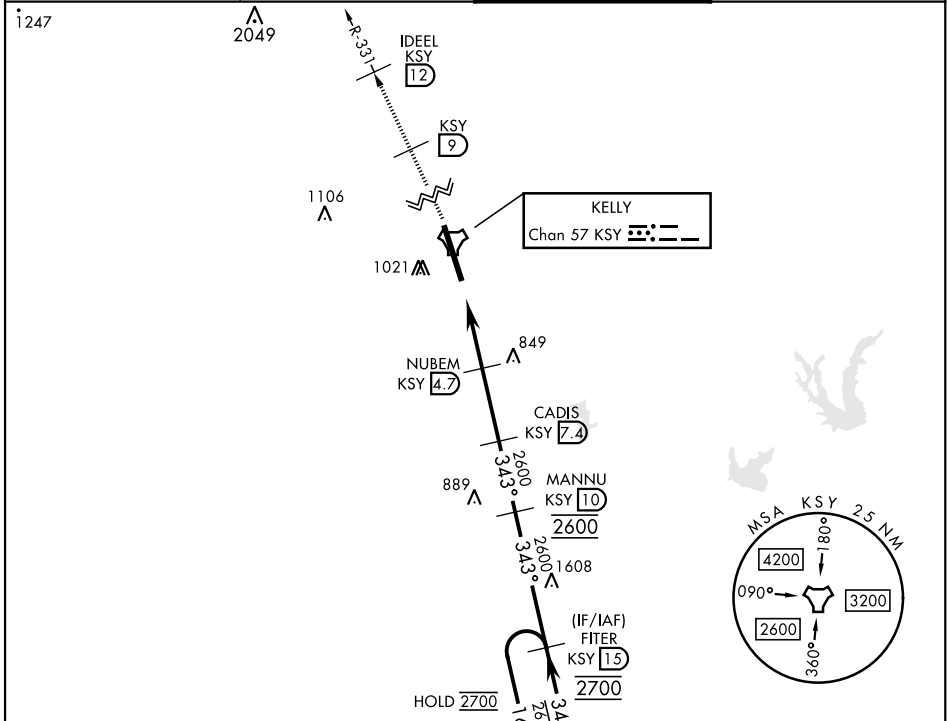 1247
2049
R-331
IDEEL
KSY
12
KSY
9
1106
KELLY
Chan 57 KSY
1021
849
NUBEM
KSY 4.7
CADIS
KSY 7.4
2600
343°
889
MANNU
KSY 10
2600
2600
343°
1608
(IF/IAF)
FITER
KSY 15
2700
HOLD 2700
MSA KSY 25 NM
180°
4200
090°
3200
2600
360°